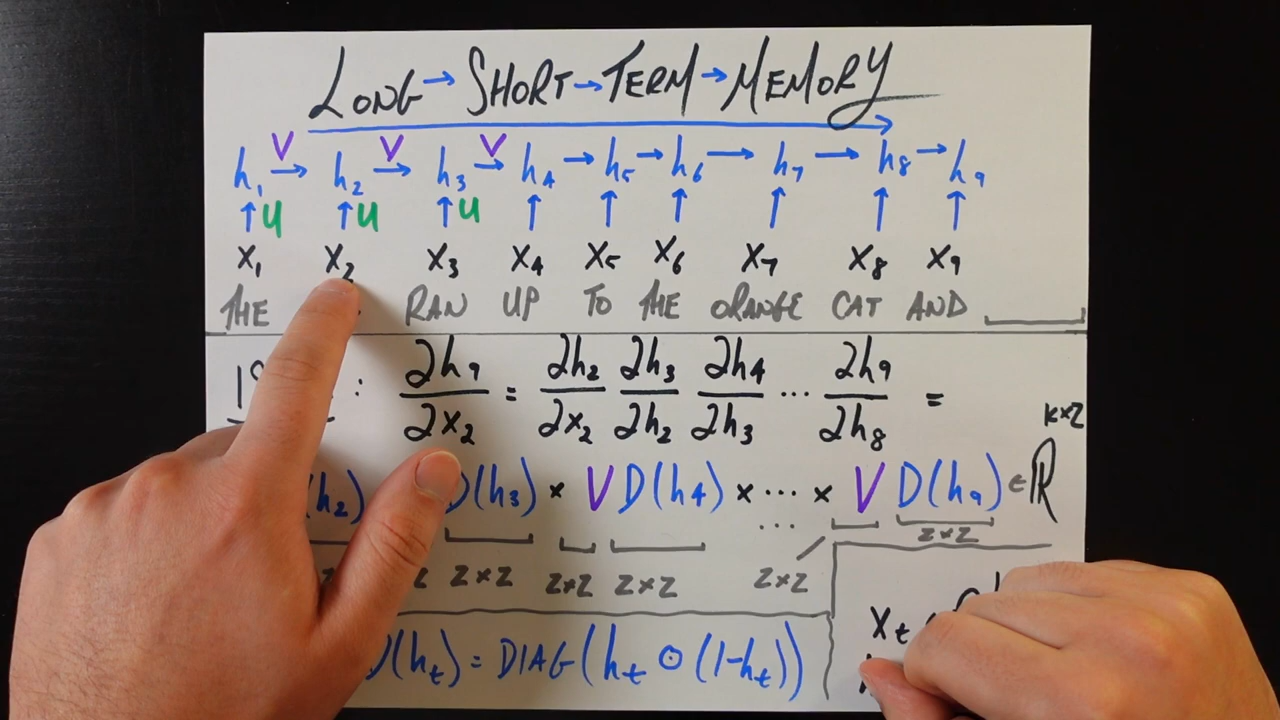 LONG → SHORT → TERM → MEMORY
V V V
h₁ → h₂ → h₃ → h₄ → h₅ → h₆ → h₇ → h₈ → h₉
↑ U ↑ U ↑ U ↑ ↑ ↑ ↑ ↑ ↑
x₁ x₂ x₃ x₄ x₅ x₆ x₇ x₈ x₉
THE RAN UP TO THE ORANGE CAT AND ____
: ∂h₉/∂x₂ = ∂h₂/∂x₂ ∂h₃/∂h₂ ∂h₄/∂h₃ ... ∂h₉/∂h₈ =
(h₂) D(h₃) × V D(h₄) × ... × V D(h₉) ∈ ℝ^(K×Z)
Z×Z Z×Z Z×Z Z×Z Z×Z
D(hₜ) = DIAG(hₜ ⊙ (1-hₜ))
xₜ